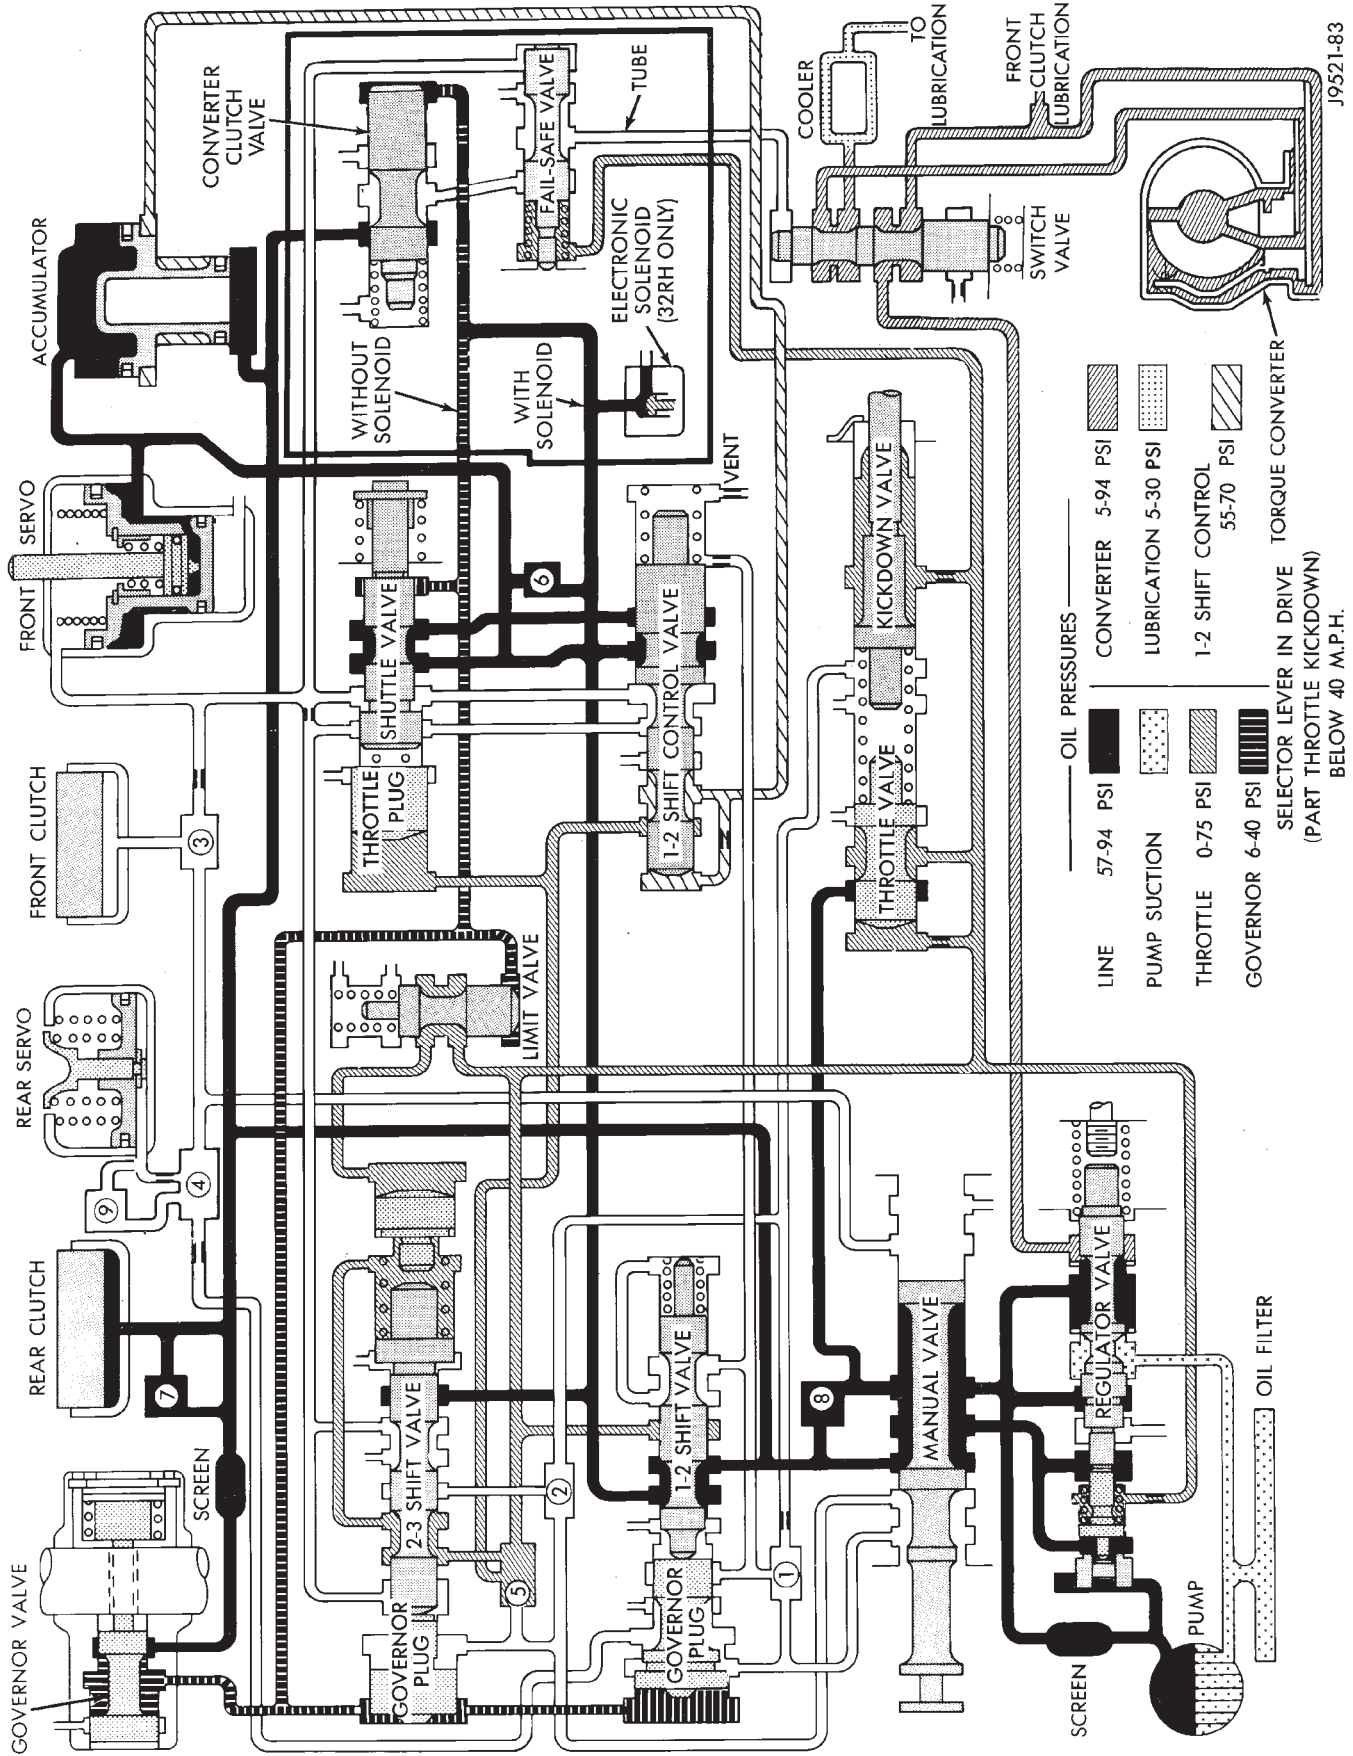 GOVERNOR VALVE
SCREEN
REAR CLUTCH
7
9
4
REAR SERVO
FRONT CLUTCH
3
FRONT SERVO
ACCUMULATOR
CONVERTER
CLUTCH
VALVE
GOVERNOR
PLUG
2-3 SHIFT VALVE
5
2
LIMIT VALVE
THROTTLE
PLUG
SHUTTLE VALVE
6
WITHOUT
SOLENOID
WITH
SOLENOID
ELECTRONIC
SOLENOID
(32RH ONLY)
FAIL-SAFE VALVE
TUBE
GOVERNOR
PLUG
1-2 SHIFT VALVE
1
1-2 SHIFT CONTROL VALVE
VENT
COOLER
TO
LUBRICATION
FRONT
CLUTCH
LUBRICATION
SWITCH
VALVE
8
MANUAL VALVE
THROTTLE VALVE
KICKDOWN VALVE
SCREEN
PUMP
REGULATOR VALVE
OIL FILTER
OIL PRESSURES
LINE 57-94 PSI
PUMP SUCTION
THROTTLE 0-75 PSI
GOVERNOR 6-40 PSI
CONVERTER 5-94 PSI
LUBRICATION 5-30 PSI
1-2 SHIFT CONTROL
55-70 PSI
TORQUE CONVERTER
SELECTOR LEVER IN DRIVE
(PART THROTTLE KICKDOWN)
BELOW 40 M.P.H.
J9521-83